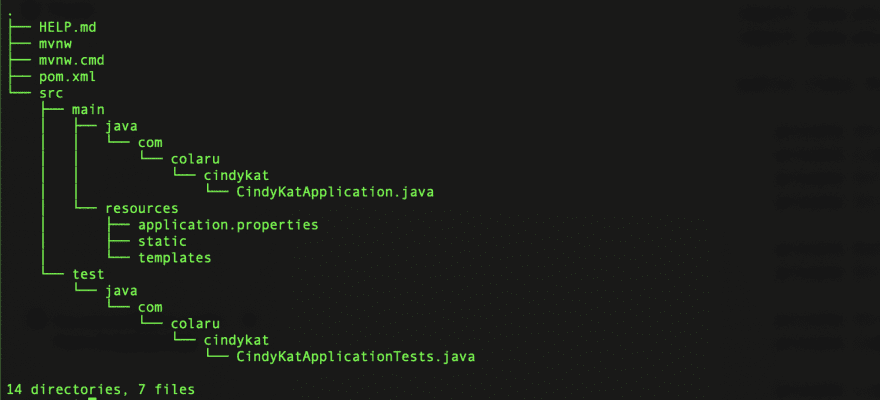 .
├── HELP.md
├── mvnw
├── mvnw.cmd
├── pom.xml
└── src
    ├── main
    │   ├── java
    │   │   └── com
    │   │       └── colaru
    │   │           └── cindykat
    │   │               └── CindyKatApplication.java
    │   └── resources
    │       ├── application.properties
    │       ├── static
    │       └── templates
    └── test
        └── java
            └── com
                └── colaru
                    └── cindykat
                        └── CindyKatApplicationTests.java

14 directories, 7 files